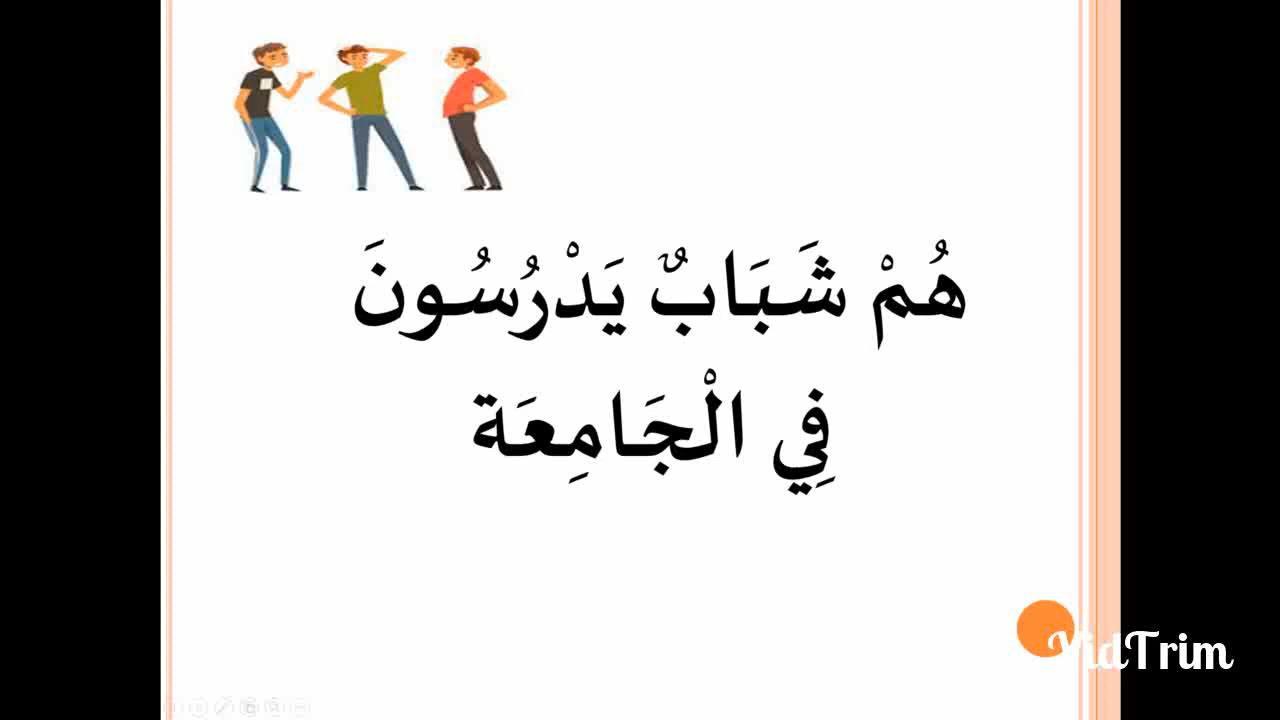 هُمْ شَبَابٌ يَدْرُسُونَ
فِي الْجَامِعَة
VidTrim